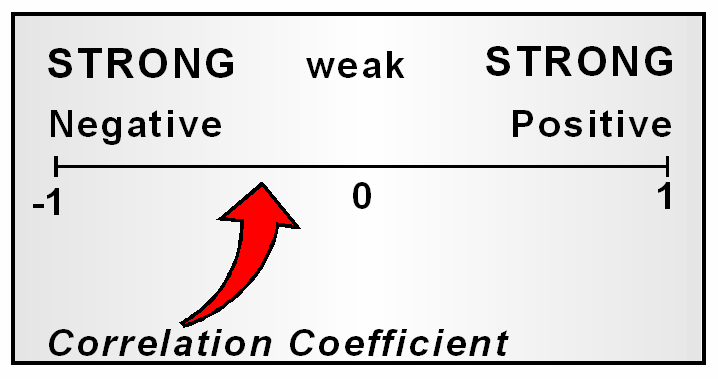 STRONG weak STRONG
Negative Positive
-1 0 1
Correlation Coefficient